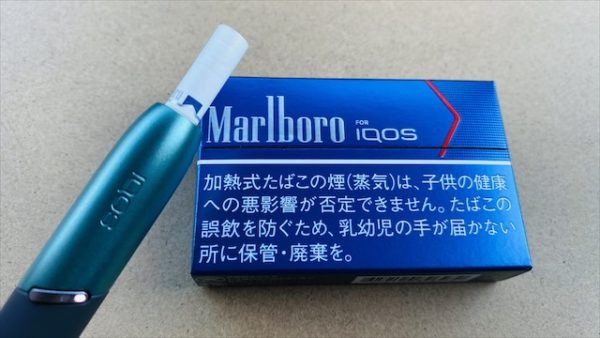 Marlboro FOR IQOS
加熱式たばこの煙(蒸気)は、子供の健康
への悪影響が否定できません。たばこの
誤飲を防ぐため、乳幼児の手が届かない
所に保管・廃棄を。
IQOS